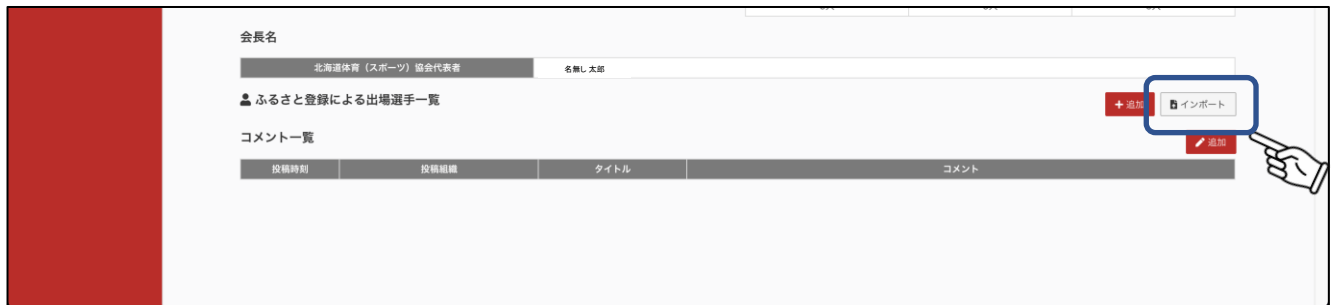 会長名
北海道体育（スポーツ）協会代表者 名無し 太郎
ふるさと登録による出場選手一覧 追加 インポート
コメント一覧 追加
投稿時刻 投稿組織 タイトル コメント